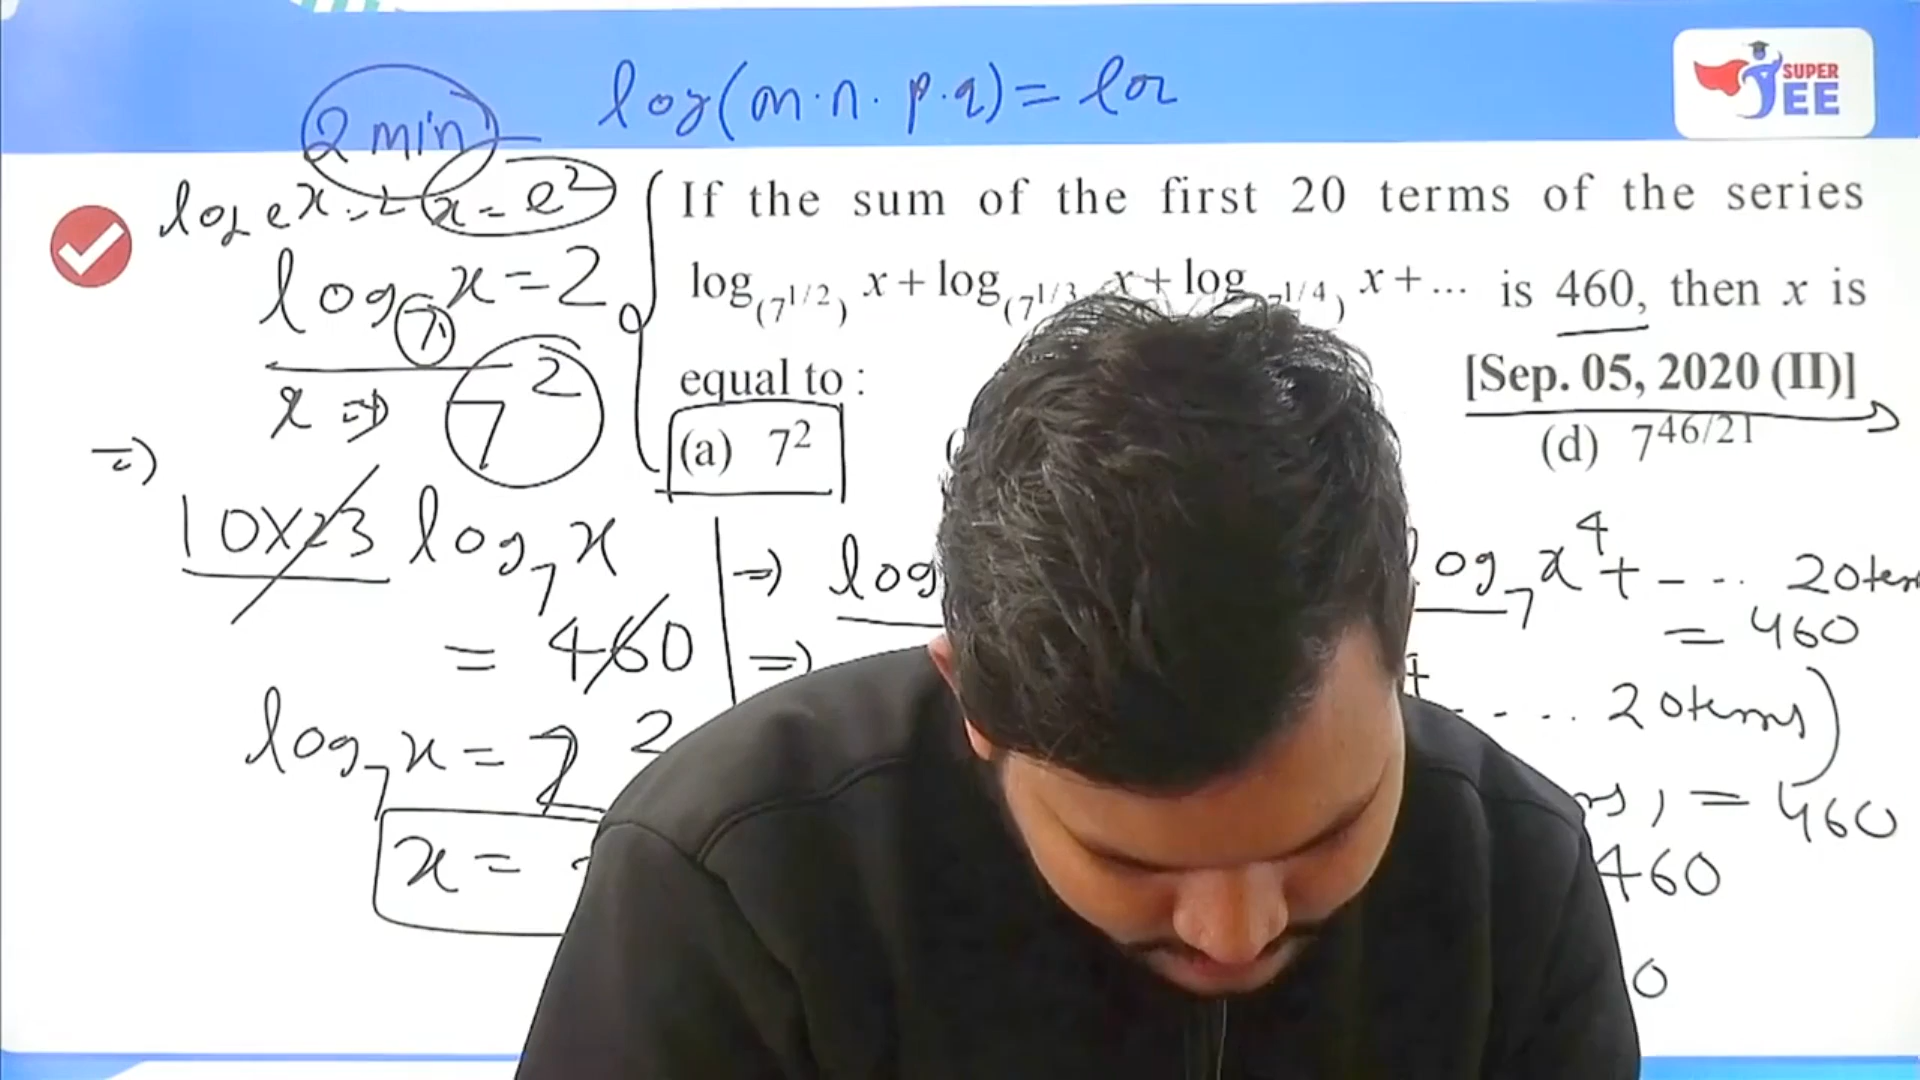 2 min
log(m·n·p·q) = lo
SUPER
JEE
log e x = 2 x = e²
If the sum of the first 20 terms of the series
log₇ x = 2
log(7^1/2) x + log(7^1/3 x + log 7^1/4) x + ... is 460, then x is
x ⇒ 7²
equal to :
[Sep. 05, 2020 (II)]
(a) 7²
(d) 7^46/21
⇒
10×23 log₇ x
= 460
⇒ log
log₇ x⁴ + - ... 20
= 460
⇒
+
.... 20 terms)
log₇ x = 2
) = 460
x =
460
0